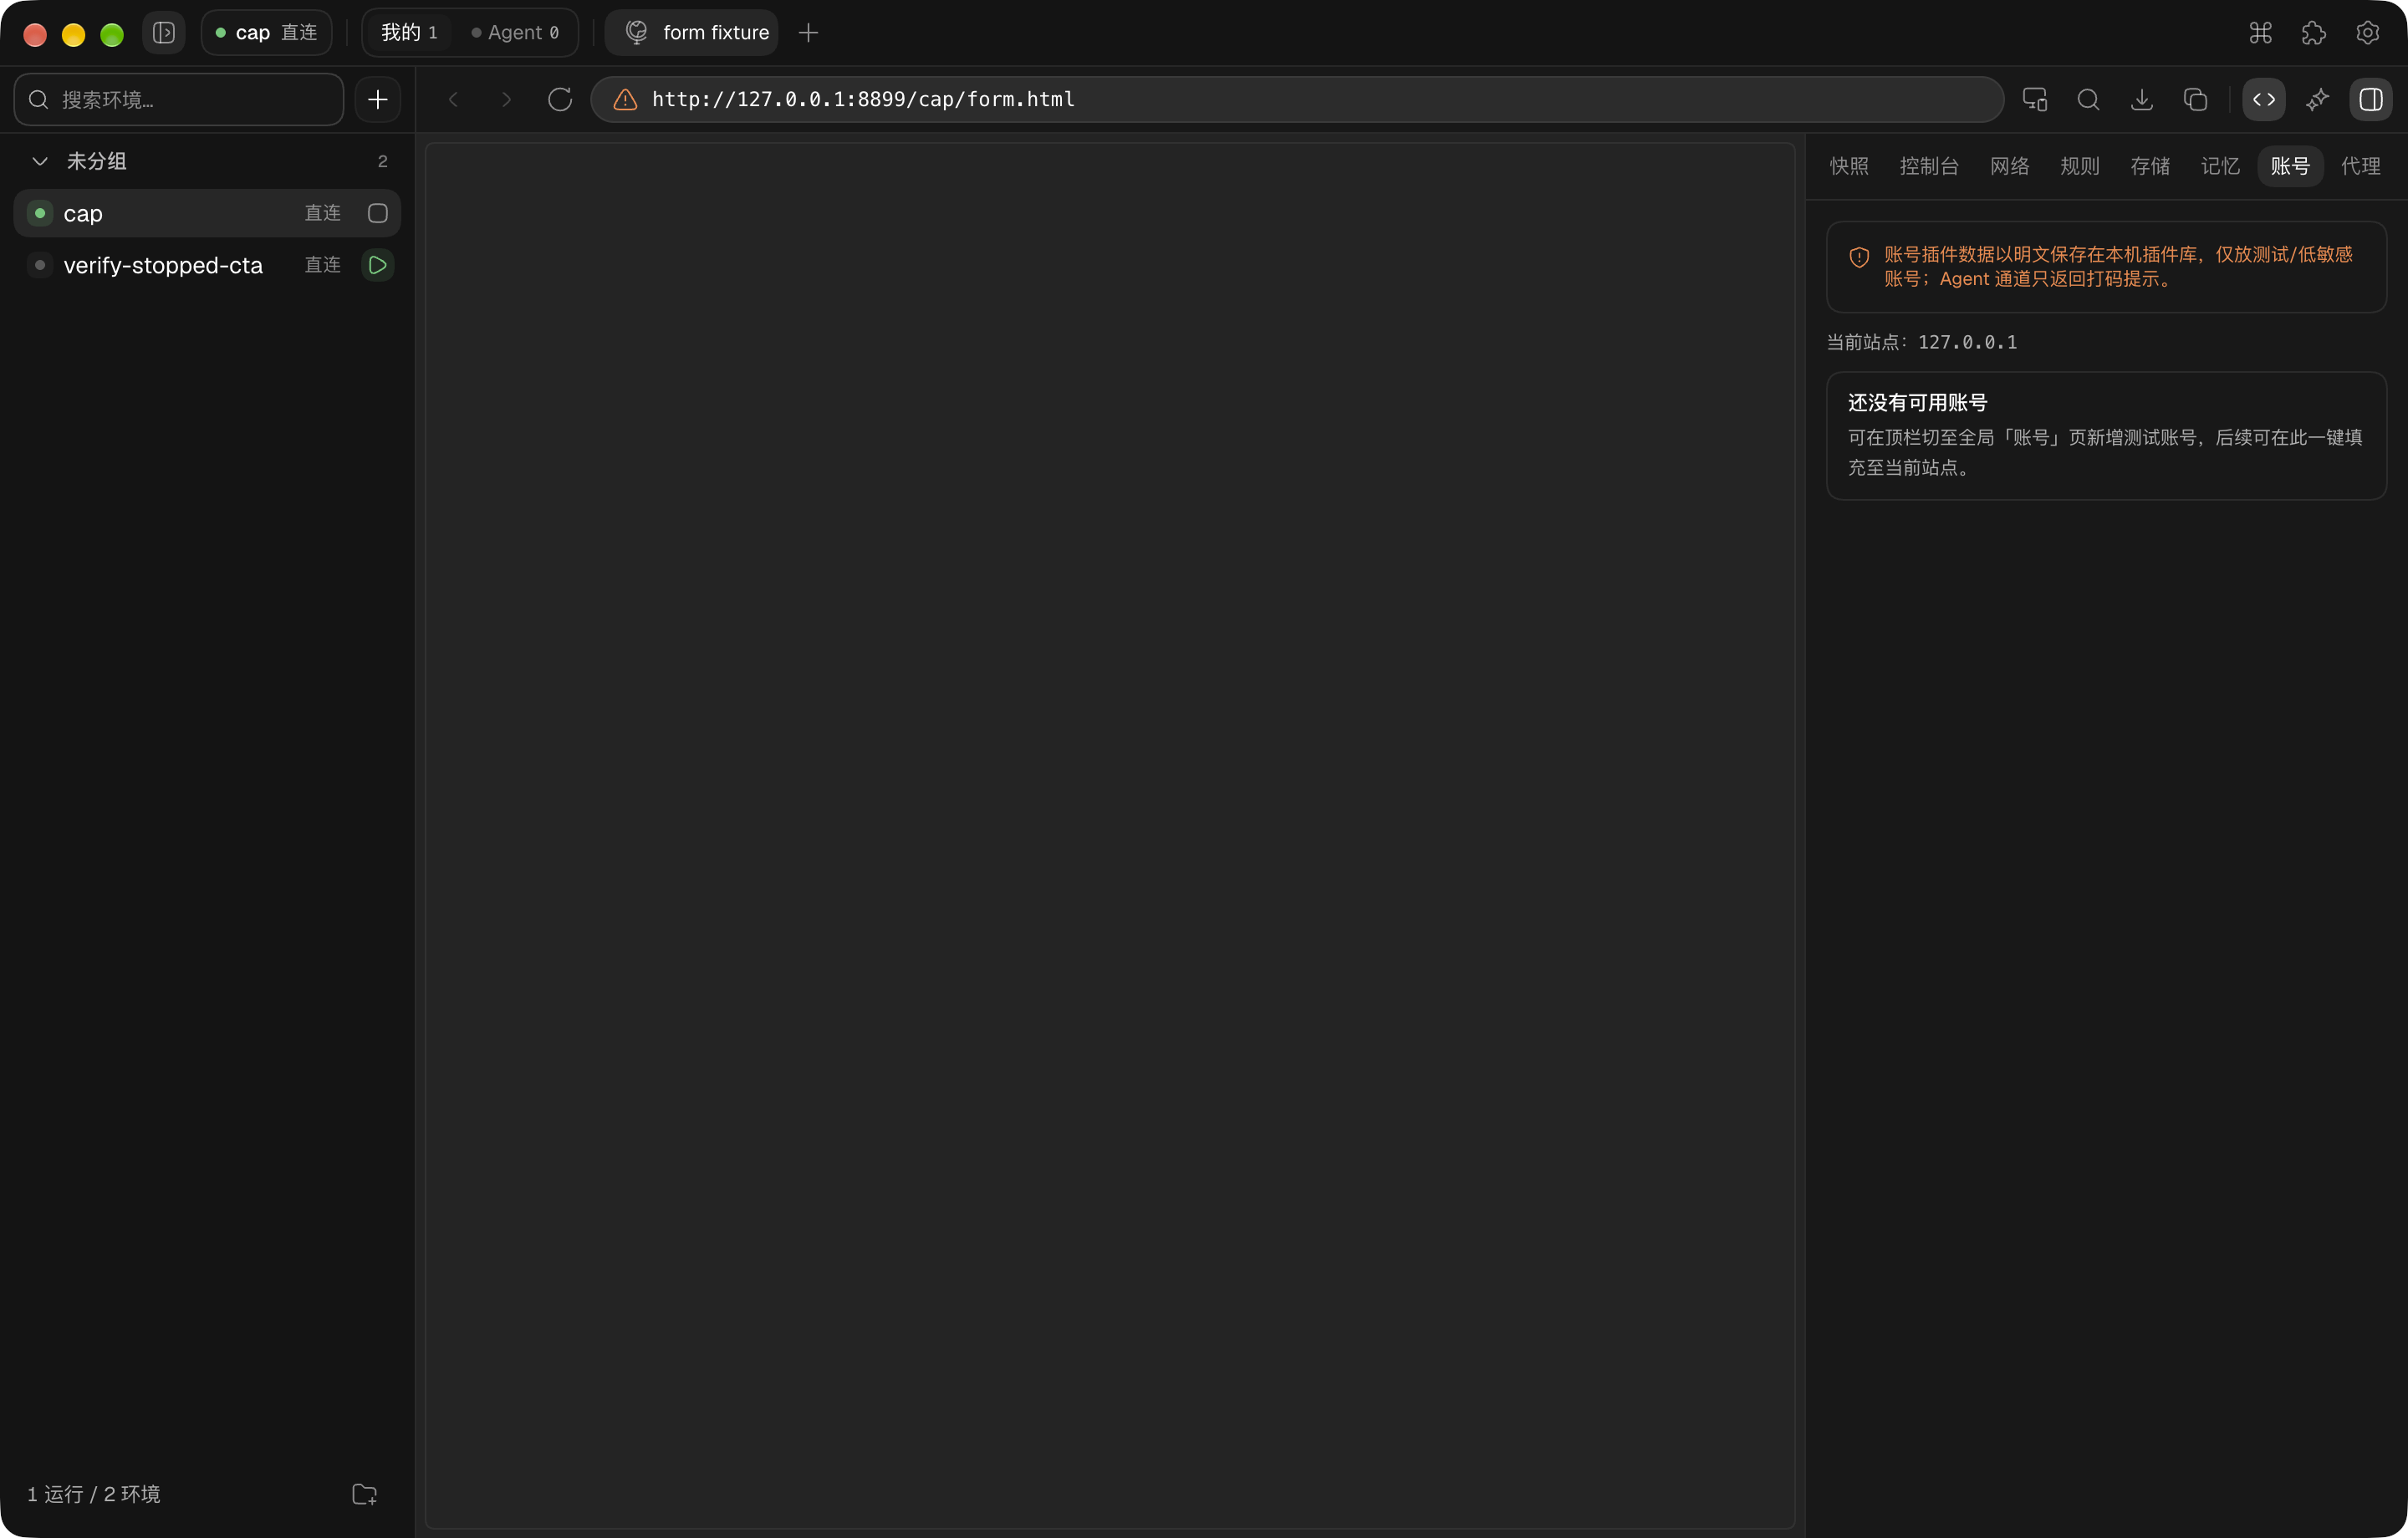 cap 直连
我的 1
Agent 0
form fixture
搜索环境...
http://127.0.0.1:8899/cap/form.html
未分组 2
cap 直连
verify-stopped-cta 直连
快照 控制台 网络 规则 存储 记忆 账号 代理
账号插件数据以明文保存在本机插件库，仅放测试/低敏感
账号；Agent 通道只返回打码提示。
当前站点：127.0.0.1
还没有可用账号
可在顶栏切至全局「账号」页新增测试账号，后续可在此一键填
充至当前站点。
1 运行 / 2 环境